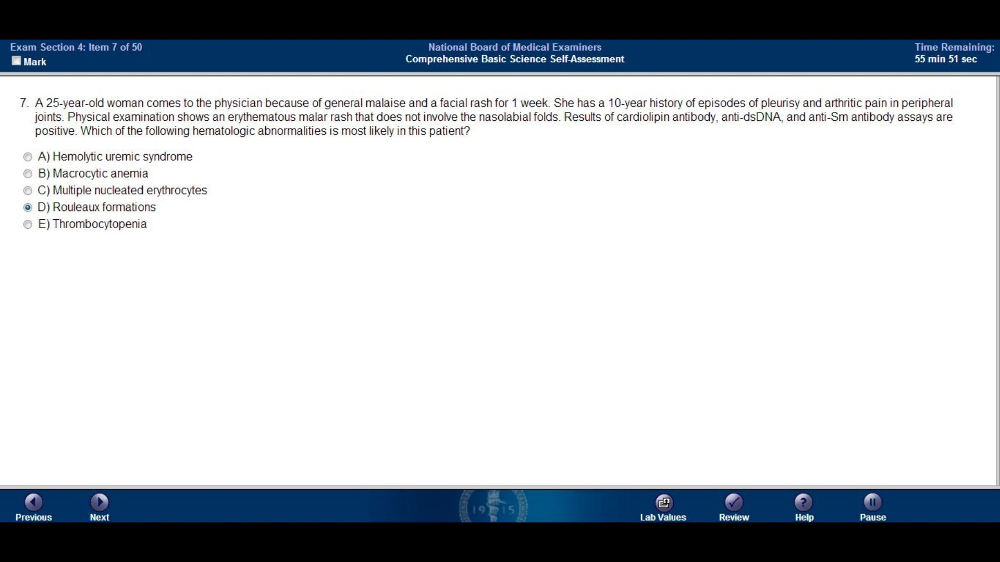 Exam Section 4: Item 7 of 50
National Board of Medical Examiners
Time Remaining:
Mark
Comprehensive Basic Science Self-Assessment
55 min 51 sec
7. A 25-year-old woman comes to the physician because of general malaise and a facial rash for 1 week. She has a 10-year history of episodes of pleurisy and arthritic pain in peripheral
joints. Physical examination shows an erythematous malar rash that does not involve the nasolabial folds. Results of cardiolipin antibody, anti-dsDNA, and anti-Sm antibody assays are
positive. Which of the following hematologic abnormalities is most likely in this patient?
A) Hemolytic uremic syndrome
B) Macrocytic anemia
C) Multiple nucleated erythrocytes
D) Rouleaux formations
E) Thrombocytopenia
1915
Previous
Next
Lab Values
Review
Help
Pause